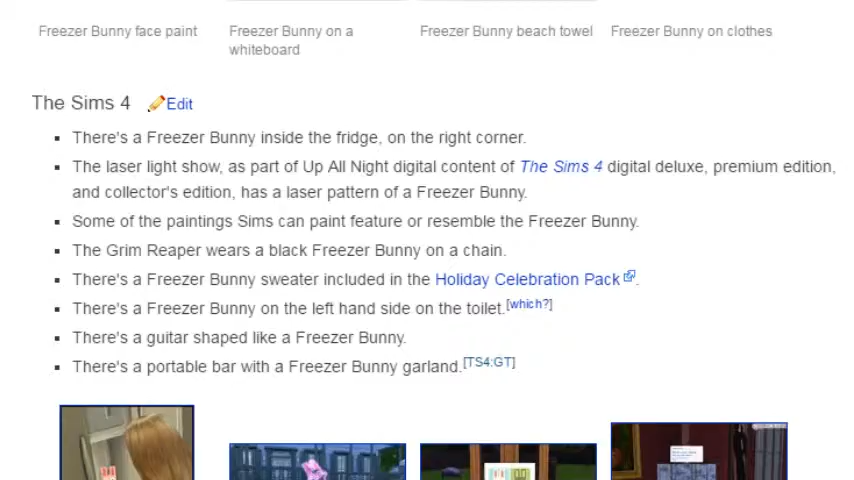 Freezer Bunny face paint
Freezer Bunny on a
whiteboard
Freezer Bunny beach towel
Freezer Bunny on clothes
The Sims 4 Edit
There's a Freezer Bunny inside the fridge, on the right corner.
The laser light show, as part of Up All Night digital content of The Sims 4 digital deluxe, premium edition,
and collector's edition, has a laser pattern of a Freezer Bunny.
Some of the paintings Sims can paint feature or resemble the Freezer Bunny.
The Grim Reaper wears a black Freezer Bunny on a chain.
There's a Freezer Bunny sweater included in the Holiday Celebration Pack.
There's a Freezer Bunny on the left hand side on the toilet.[which?]
There's a guitar shaped like a Freezer Bunny.
There's a portable bar with a Freezer Bunny garland.[TS4:GT]